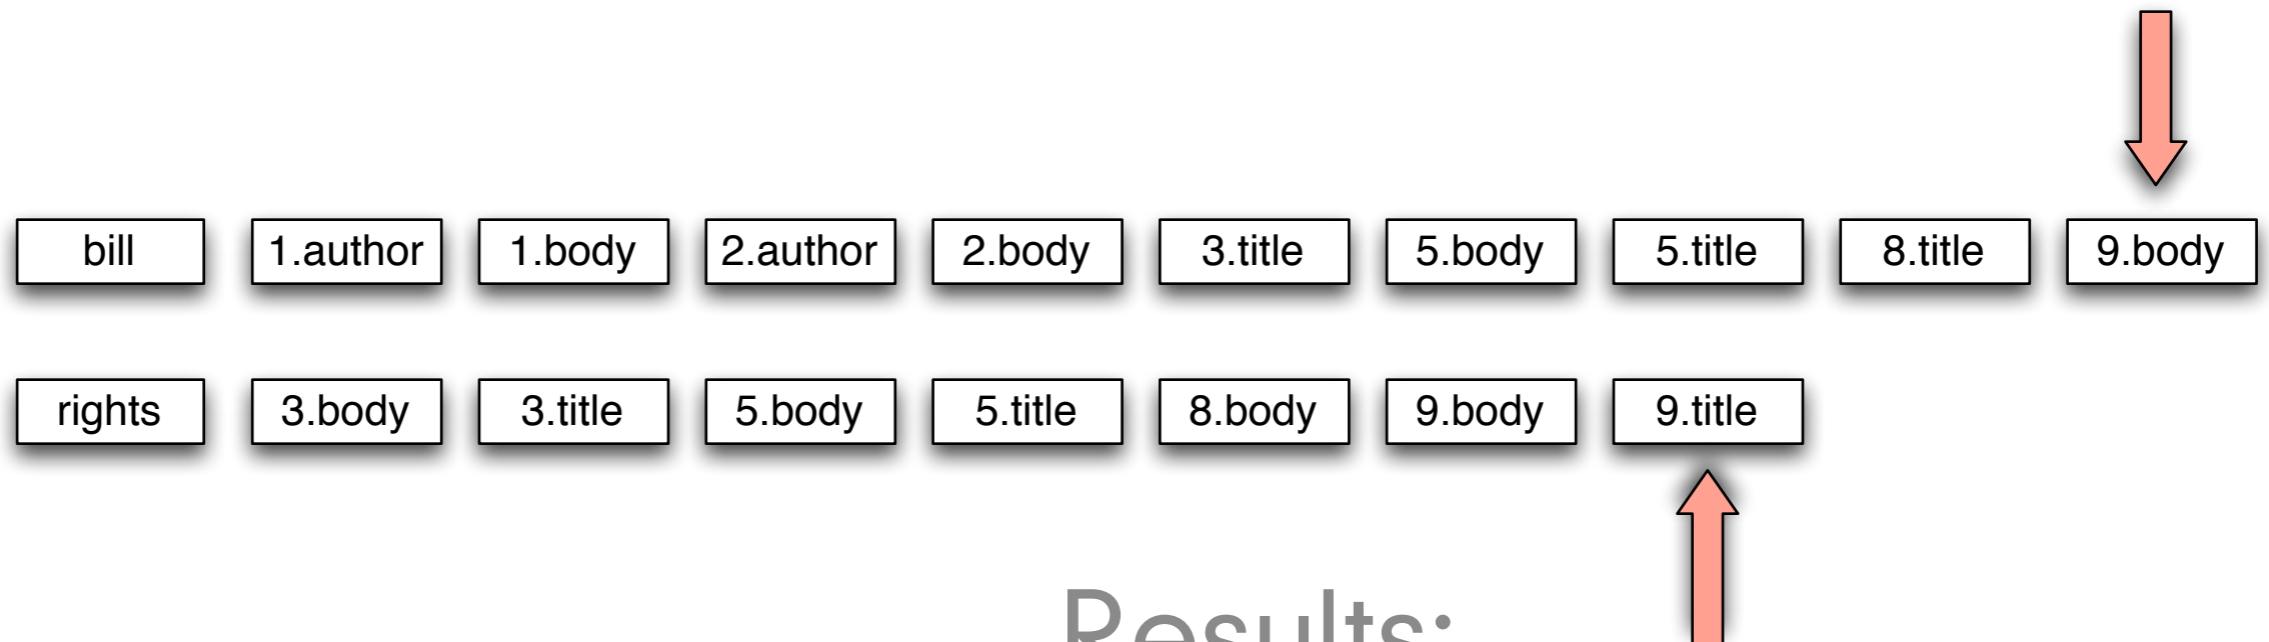 bill 1.author 1.body 2.author 2.body 3.title 5.body 5.title 8.title 9.body
rights 3.body 3.title 5.body 5.title 8.body 9.body 9.title
Results: